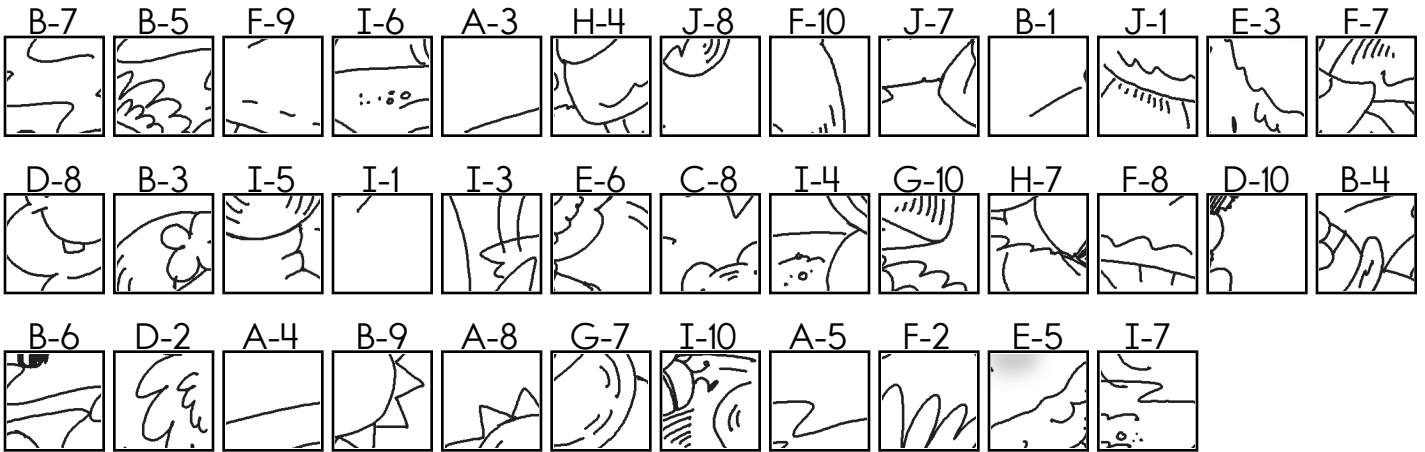 B-7 B-5 F-9 I-6 A-3 H-4 J-8 F-10 J-7 B-1 J-1 E-3 F-7
D-8 B-3 I-5 I-1 I-3 E-6 C-8 I-4 G-10 H-7 F-8 D-10 B-4
B-6 D-2 A-4 B-9 A-8 G-7 I-10 A-5 F-2 E-5 I-7